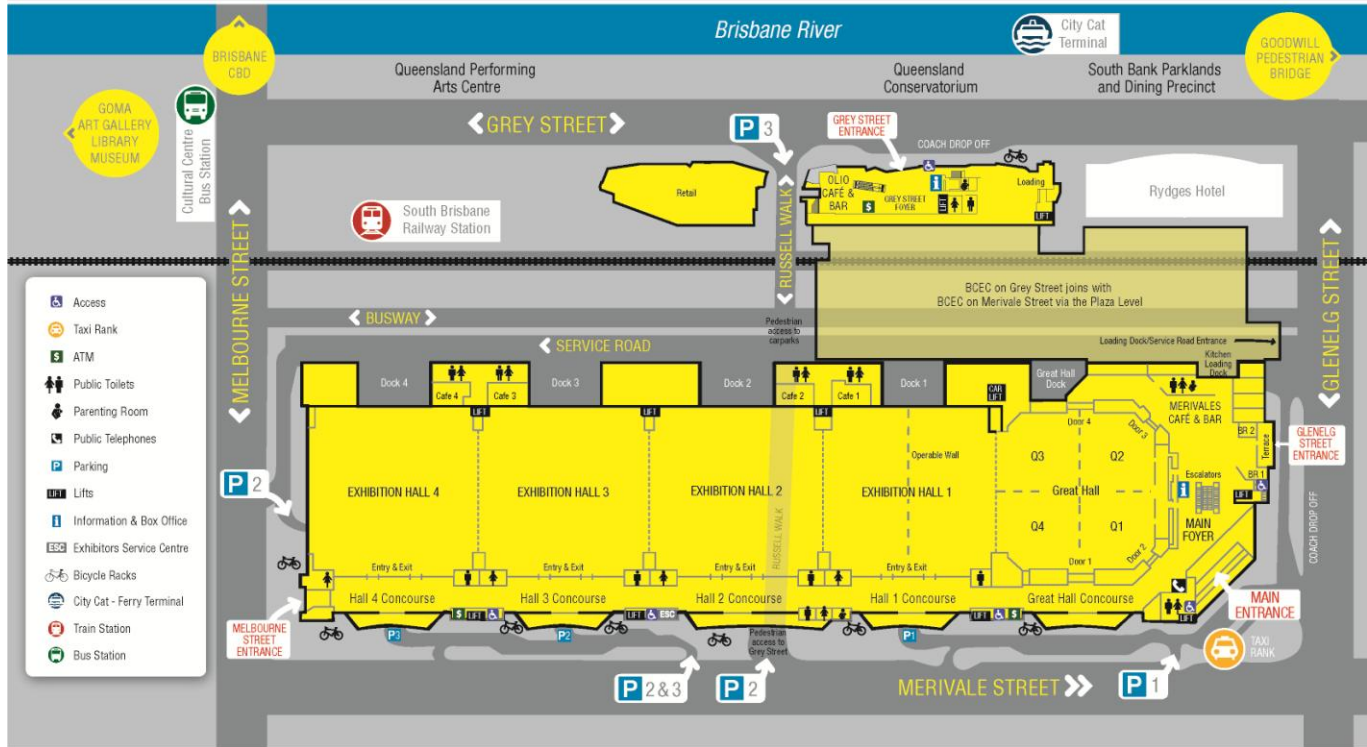 Brisbane River
City Cat
Terminal
GOODWILL
PEDESTRIAN
BRIDGE
BRISBANE
CBD
Queensland Performing
Arts Centre
Queensland
Conservatorium
South Bank Parklands
and Dining Precinct
GOMA
ART GALLERY
LIBRARY
MUSEUM
Cultural Centre
Bus Station
GREY STREET
P 3
GREY STREET
ENTRANCE
COACH DROP OFF
Retail
OLIO
CAFÉ &
BAR
$
GREY STREET
FOYER
i
LIFT
Loading
LIFT
Rydges Hotel
South Brisbane
Railway Station
RUSSELL WALK
MELBOURNE STREET
GLENELG STREET
BCEC on Grey Street joins with
BCEC on Merivale Street via the Plaza Level
BUSWAY
Pedestrian
access to
carparks
SERVICE ROAD
Loading Dock/Service Road Entrance
Kitchen
Loading
Dock
Access
Taxi Rank
$ ATM
Public Toilets
Parenting Room
Public Telephones
P Parking
LIFT Lifts
i Information & Box Office
ESC Exhibitors Service Centre
Bicycle Racks
City Cat - Ferry Terminal
Train Station
Bus Station
Dock 4
Cafe 4
Cafe 3
Dock 3
Dock 2
Cafe 2
Cafe 1
Dock 1
CAR
LIFT
Great Hall
Dock
MERIVALES
CAFÉ & BAR
LIFT
LIFT
LIFT
Door 4
Door 3
BR 2
Terrace
GLENELG
STREET
ENTRANCE
Operable Wall
Q3
Q2
BR 1
P 2
EXHIBITION HALL 4
EXHIBITION HALL 3
EXHIBITION HALL 2
EXHIBITION HALL 1
Great Hall
Escalators
i
LIFT
RUSSELL WALK
Q4
Q1
MAIN
FOYER
COACH DROP OFF
Door 1
Door 2
Entry & Exit
Entry & Exit
Entry & Exit
Entry & Exit
Hall 4 Concourse
Hall 3 Concourse
Hall 2 Concourse
Hall 1 Concourse
Great Hall Concourse
MAIN
ENTRANCE
$ LIFT
LIFT ESC
LIFT $
LIFT
MELBOURNE
STREET
ENTRANCE
P3
P2
Pedestrian
access to
Grey Street
P1
TAXI
RANK
P 2 & 3
P 2
MERIVALE STREET
P 1